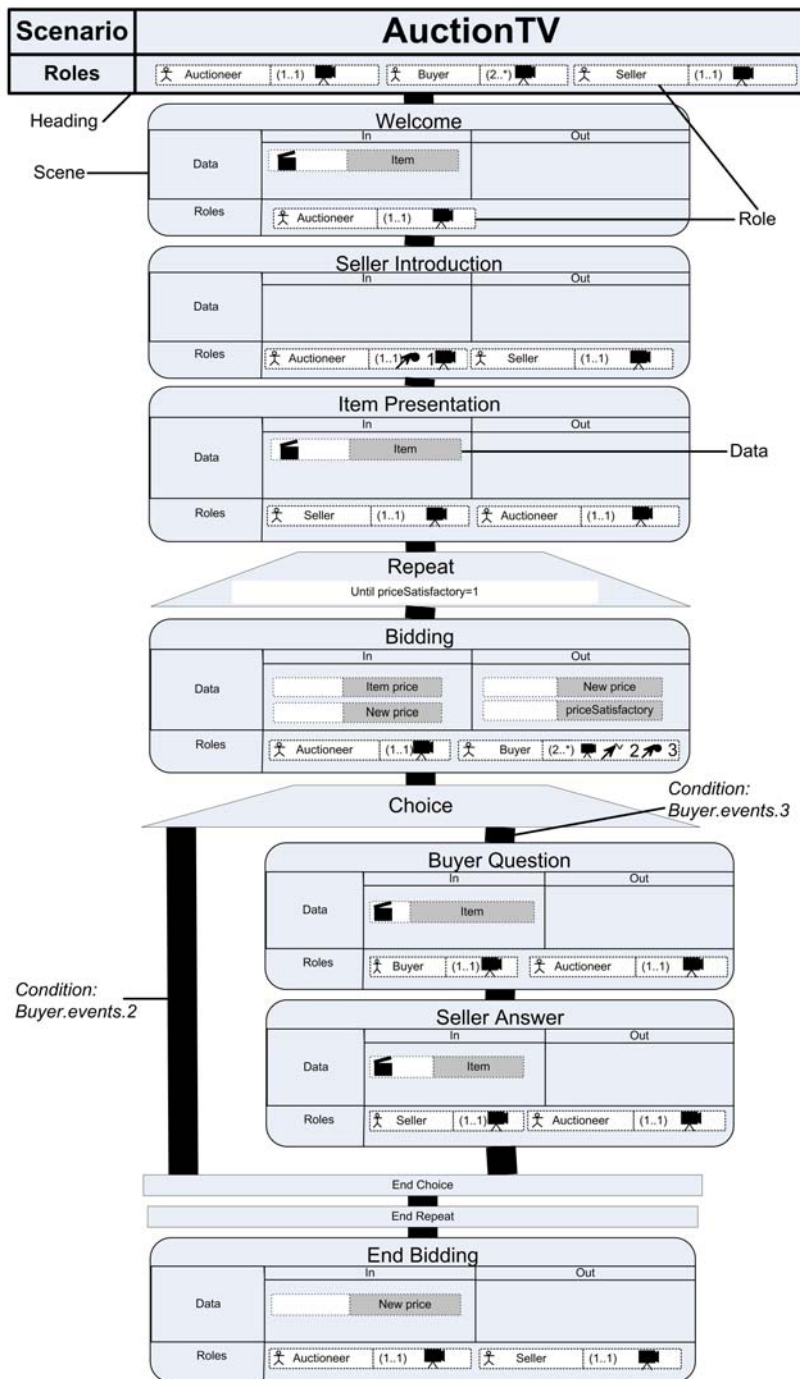 Scenario AuctionTV
Roles Auctioneer (1..1) Buyer (2..*) Seller (1..1)
Heading
Welcome
In Out
Scene
Data Item
Roles Auctioneer (1..1)
Role
Seller Introduction
In Out
Data
Roles Auctioneer (1..1) 1 Seller (1..1)
Item Presentation
In Out
Data Item
Data
Roles Seller (1..1) Auctioneer (1..1)
Repeat
Until priceSatisfactory=1
Bidding
In Out
Data Item price New price
New price priceSatisfactory
Roles Auctioneer (1..1) Buyer (2..*) 2 3
Choice
Condition:
Buyer.events.3
Buyer Question
In Out
Data Item
Roles Buyer (1..1) Auctioneer (1..1)
Condition:
Buyer.events.2
Seller Answer
In Out
Data Item
Roles Seller (1..1) Auctioneer (1..1)
End Choice
End Repeat
End Bidding
In Out
Data New price
Roles Auctioneer (1..1) Seller (1..1)